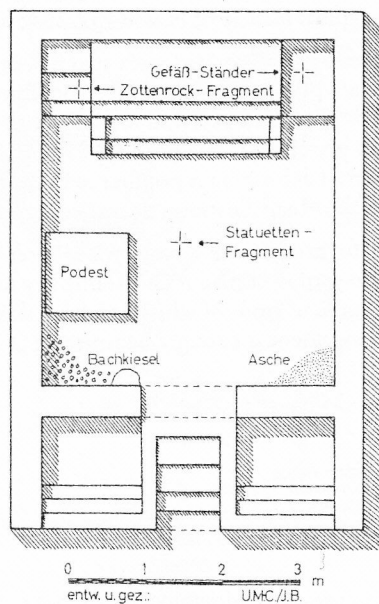 Gefäß-Ständer
Zottenrock-Fragment
Statuetten-
Fragment
Podest
Bachkiesel
Asche
0 1 2 3 m
entw. u. gez.: U.M.C./J.B.